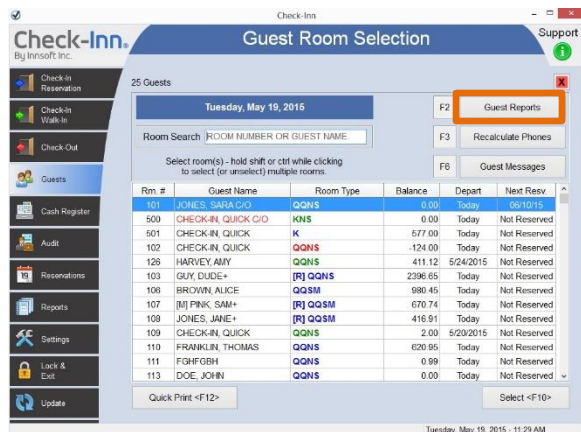 Check-Inn
Check-Inn®
By Innsoft Inc.
Guest Room Selection
Support
Check-In Reservation
Check-In Walk-In
Check-Out
Guests
Cash Register
Audit
19
Reservations
Reports
Settings
Lock & Exit
Update
25 Guests
X
Tuesday, May 19, 2015
F2 Guest Reports
Room Search ROOM NUMBER OR GUEST NAME
F3 Recalculate Phones
Select room(s) - hold shift or ctrl while clicking
to select (or unselect) multiple rooms.
F6 Guest Messages
Rm. # Guest Name Room Type Balance Depart Next Resv.
101 JONES, SARA C/O QQNS 0.00 Today 06/10/15
500 CHECK-IN, QUICK C/O KNS 0.00 Today Not Reserved
501 CHECK-IN, QUICK K 577.00 Today Not Reserved
102 CHECK-IN, QUICK QQNS -124.00 Today Not Reserved
126 HARVEY, AMY QQNS 411.12 5/24/2015 Not Reserved
103 GUY, DUDE+ [R] QQNS 2396.65 Today Not Reserved
106 BROWN, ALICE QQSM 980.45 Today Not Reserved
107 [M] PINK, SAM+ [R] QQSM 670.74 Today Not Reserved
108 JONES, JANE+ [R] QQSM 416.91 Today Not Reserved
109 CHECK-IN, QUICK QQNS 2.00 5/20/2015 Not Reserved
110 FRANKLIN, THOMAS QQNS 620.95 Today Not Reserved
111 FGHFGBH QQNS 0.99 Today Not Reserved
113 DOE, JOHN QQNS 0.00 Today Not Reserved
Quick Print <F12>
Select <F10>
Tuesday, May 19, 2015 - 11:29 AM